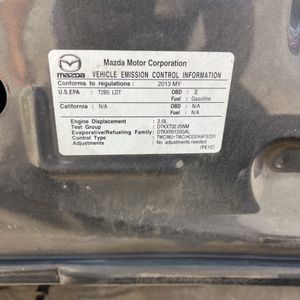 mazda
Mazda Motor Corporation
VEHICLE EMISSION CONTROL INFORMATION
Conforms to regulations : 2013 MY
U.S.EPA : T2B5 LDT OBD : II
Fuel : Gasoline
California : N/A OBD : N/A
Fuel : N/A
Engine Displacement : 2.0L
Test Group : DTKXT02.05NM
Evaporative/Refueling Family : DTKXR0120GAL
Control Type :
Adjustments : No adjustments needed
(PE1C)